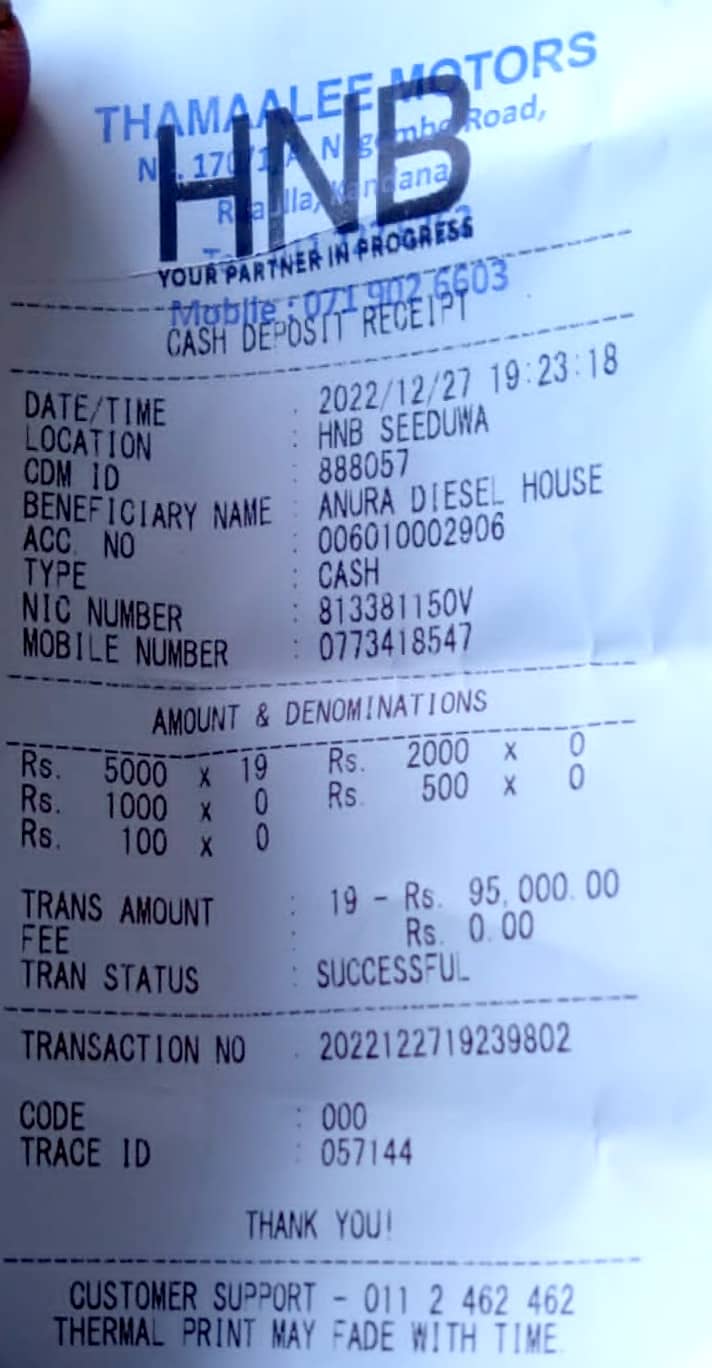 THAMAALEE MOTORS
HNB
Road,
YOUR PARTNER IN PROGRESS
Mobile : 071 902 6603
CASH DEPOSIT RECEIPT
DATE/TIME : 2022/12/27 19:23:18
LOCATION : HNB SEEDUWA
CDM ID : 888057
BENEFICIARY NAME : ANURA DIESEL HOUSE
ACC. NO : 006010002906
TYPE : CASH
NIC NUMBER : 813381150V
MOBILE NUMBER : 0773418547
AMOUNT & DENOMINATIONS
Rs. 5000 x 19 Rs. 2000 x 0
Rs. 1000 x 0 Rs. 500 x 0
Rs. 100 x 0
TRANS AMOUNT : 19 - Rs. 95,000.00
FEE : Rs. 0.00
TRAN STATUS : SUCCESSFUL
TRANSACTION NO : 2022122719239802
CODE : 000
TRACE ID : 057144
THANK YOU!
CUSTOMER SUPPORT - 011 2 462 462
THERMAL PRINT MAY FADE WITH TIME.